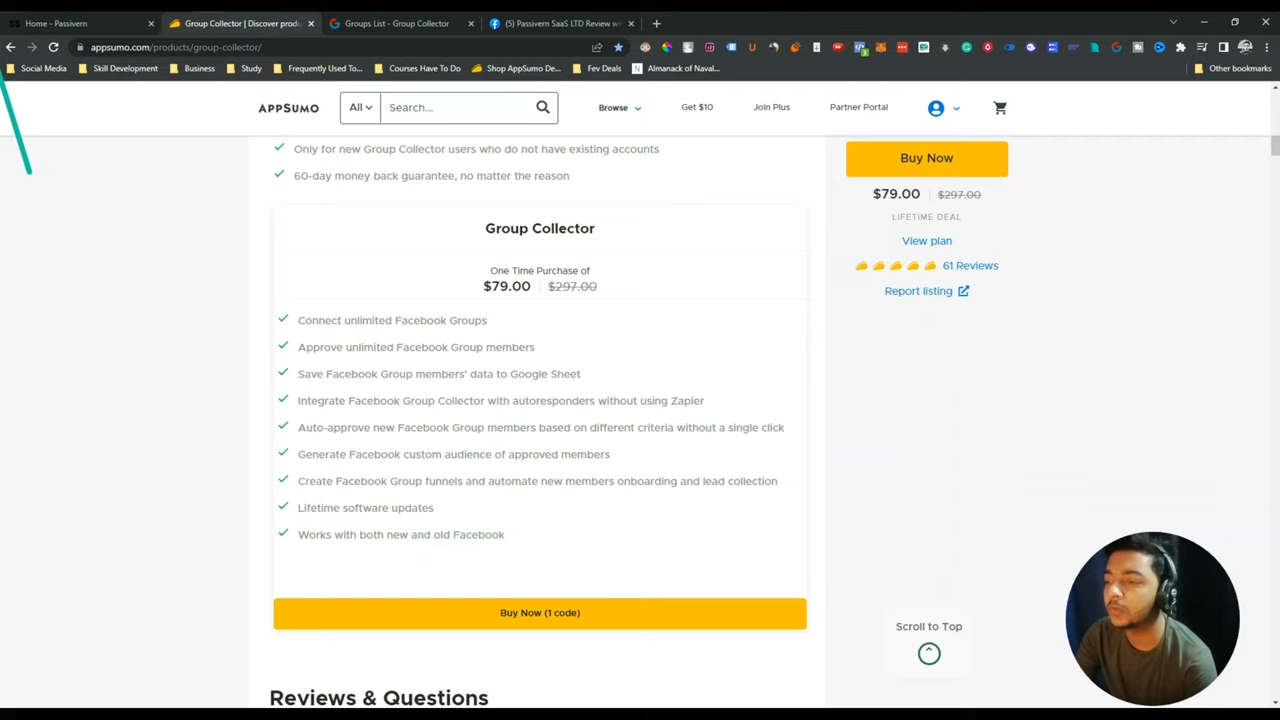 Home - Passivern
Group Collector | Discover produ
Groups List - Group Collector
(5) Passivern SaaS LTD Review w
appsumo.com/products/group-collector/
Social Media
Skill Development
Business
Study
Frequently Used To...
Courses Have To Do
Shop AppSumo De...
Fev Deals
Almanack of Naval...
Other bookmarks
APPSUMO
All
Search...
Browse
Get $10
Join Plus
Partner Portal
Only for new Group Collector users who do not have existing accounts
60-day money back guarantee, no matter the reason
Group Collector
One Time Purchase of
$79.00 $297.00
Connect unlimited Facebook Groups
Approve unlimited Facebook Group members
Save Facebook Group members' data to Google Sheet
Integrate Facebook Group Collector with autoresponders without using Zapier
Auto-approve new Facebook Group members based on different criteria without a single click
Generate Facebook custom audience of approved members
Create Facebook Group funnels and automate new members onboarding and lead collection
Lifetime software updates
Works with both new and old Facebook
Buy Now (1 code)
Reviews & Questions
Buy Now
$79.00 $297.00
LIFETIME DEAL
View plan
61 Reviews
Report listing
Scroll to Top